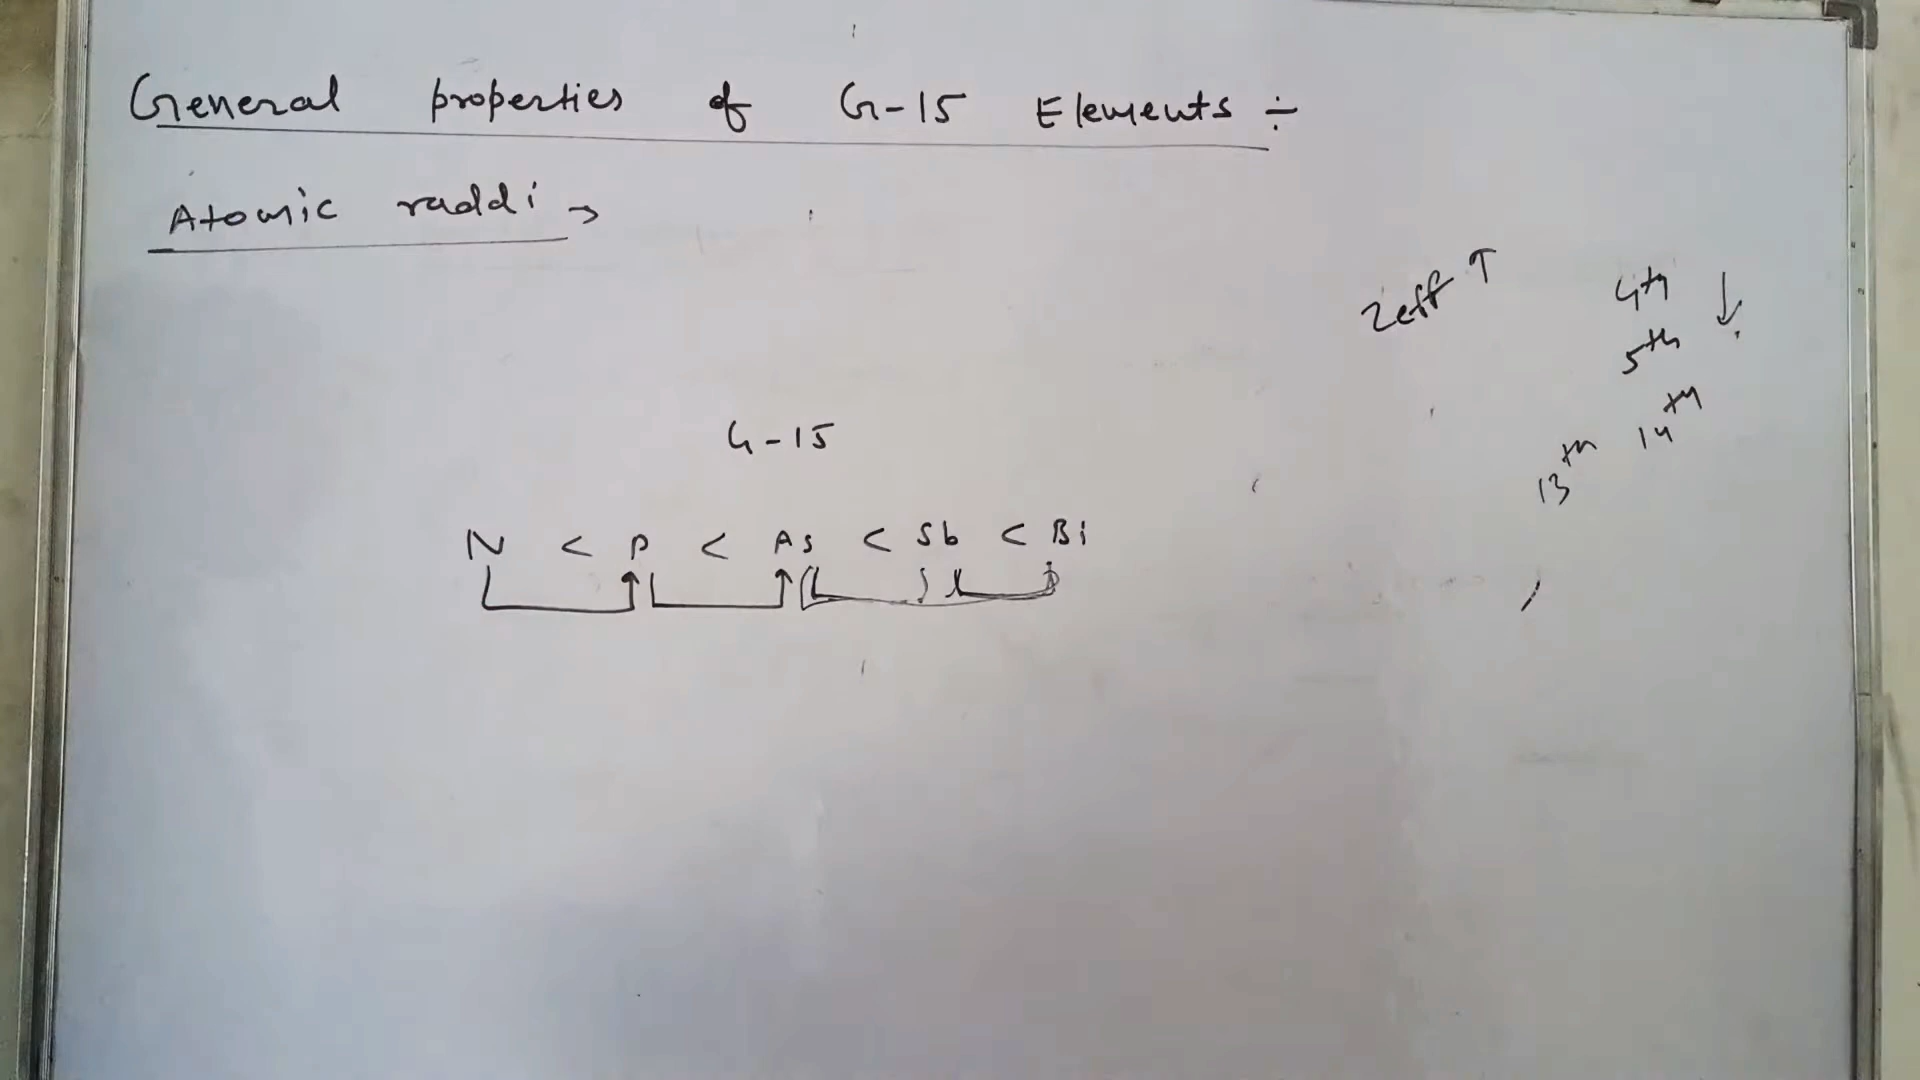 General properties of G-15 Elements ÷
Atomic raddi →
Zeff ↑
4th ↓
5th
13th 14th
G-15
N < P < As < Sb < Bi